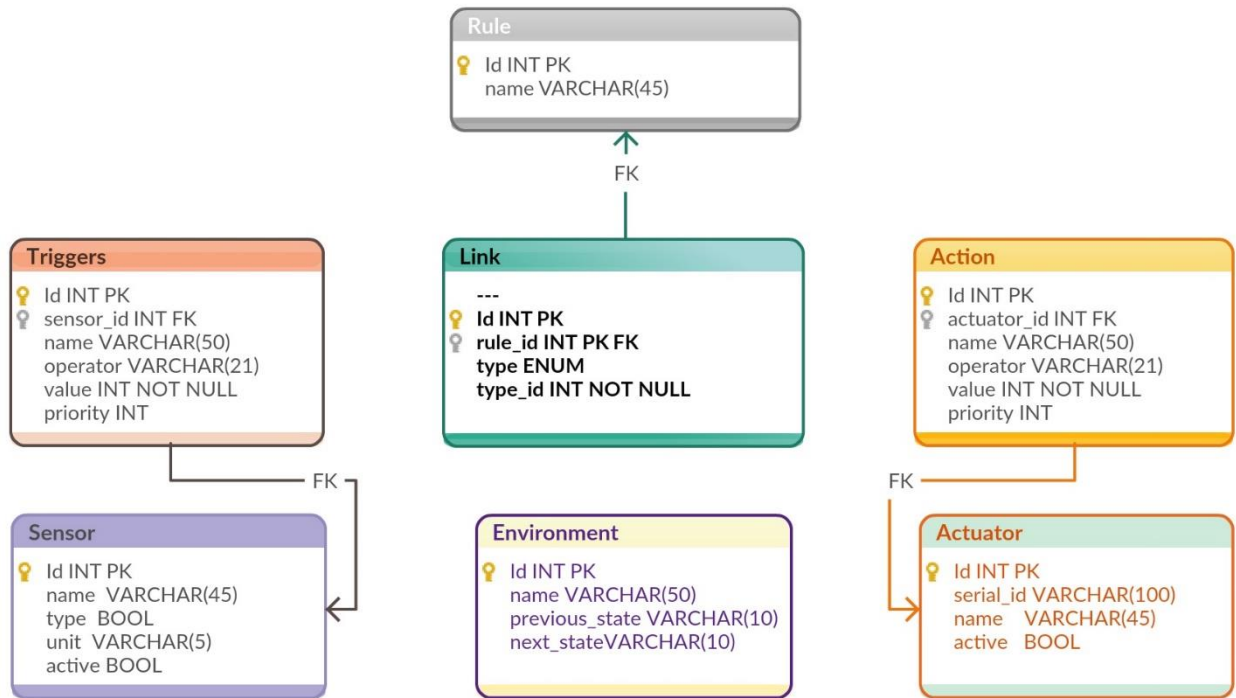 Rule
Id INT PK
name VARCHAR(45)
FK
Triggers
Id INT PK
sensor_id INT FK
name VARCHAR(50)
operator VARCHAR(21)
value INT NOT NULL
priority INT
Link
---
Id INT PK
rule_id INT PK FK
type ENUM
type_id INT NOT NULL
Action
Id INT PK
actuator_id INT FK
name VARCHAR(50)
operator VARCHAR(21)
value INT NOT NULL
priority INT
FK
FK
Sensor
Id INT PK
name VARCHAR(45)
type BOOL
unit VARCHAR(5)
active BOOL
Environment
Id INT PK
name VARCHAR(50)
previous_state VARCHAR(10)
next_stateVARCHAR(10)
Actuator
Id INT PK
serial_id VARCHAR(100)
name VARCHAR(45)
active BOOL